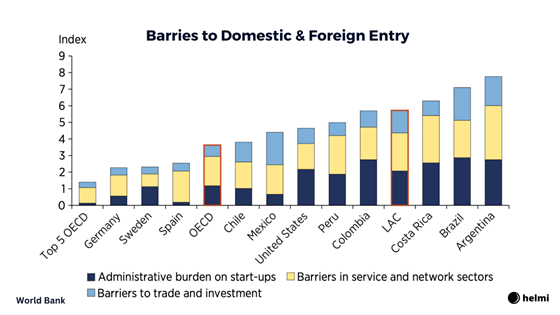 Barries to Domestic & Foreign Entry
Index
9
8
7
6
5
4
3
2
1
0
Top 5 OECD
Germany
Sweden
Spain
OECD
Chile
Mexico
United States
Peru
Colombia
LAC
Costa Rica
Brazil
Argentina
Administrative burden on start-ups
Barriers in service and network sectors
Barriers to trade and investment
World Bank
helmi